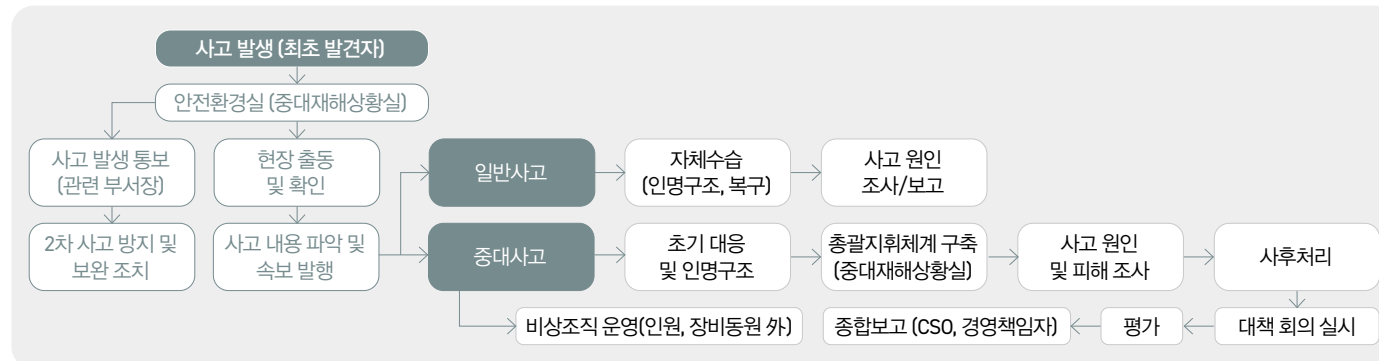 사고 발생 (최초 발견자)
안전환경실 (중대재해상황실)
사고 발생 통보
(관련 부서장)
현장 출동
및 확인
2차 사고 방지 및
보완 조치
사고 내용 파악 및
속보 발행
일반사고
자체수습
(인명구조, 복구)
사고 원인
조사/보고
중대사고
초기 대응
및 인명구조
총괄지휘체계 구축
(중대재해상황실)
사고 원인
및 피해 조사
사후처리
비상조직 운영(인원, 장비동원 外)
종합보고 (CSO, 경영책임자)
평가
대책 회의 실시